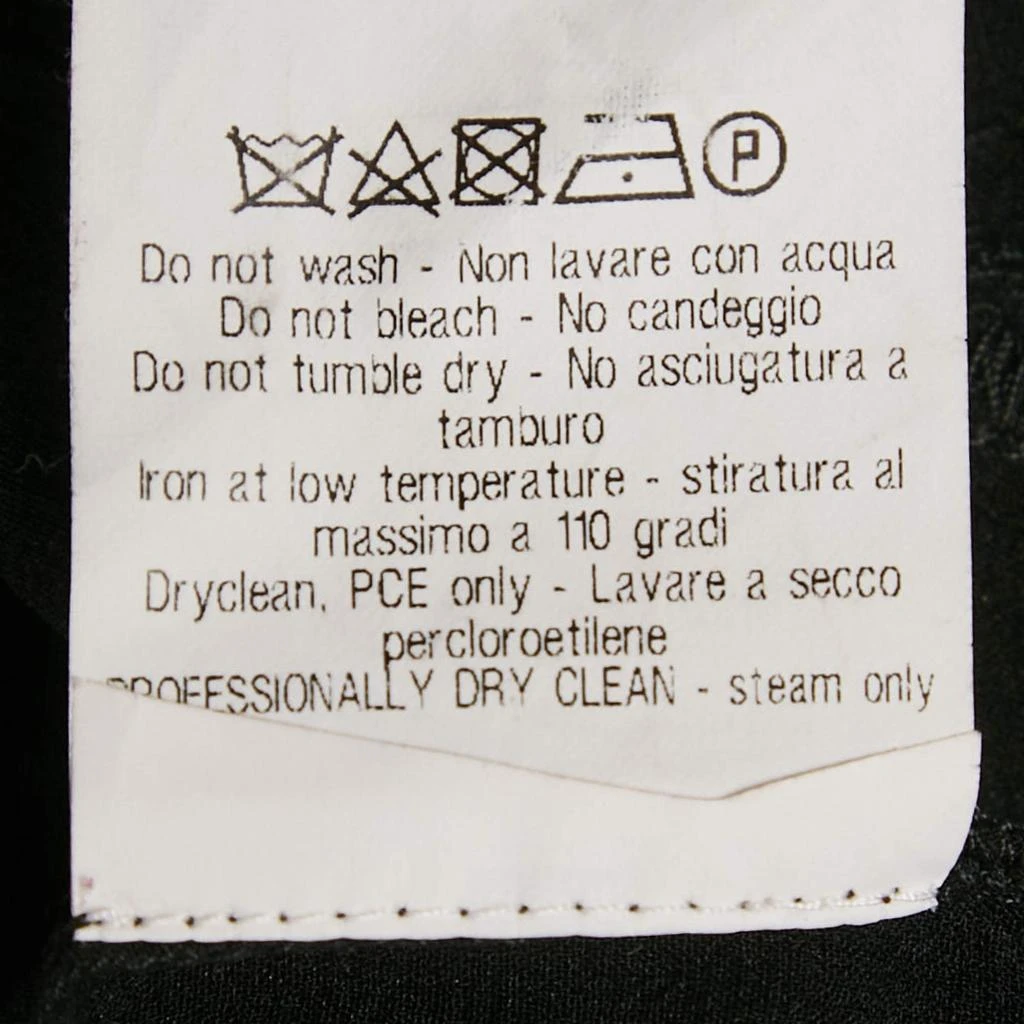 P
Do not wash - Non lavare con acqua
Do not bleach - No candeggio
Do not tumble dry - No asciugatura a
tamburo
Iron at low temperature - stiratura al
massimo a 110 gradi
Dryclean, PCE only - Lavare a secco
percloroetilene
PROFESSIONALLY DRY CLEAN - steam only